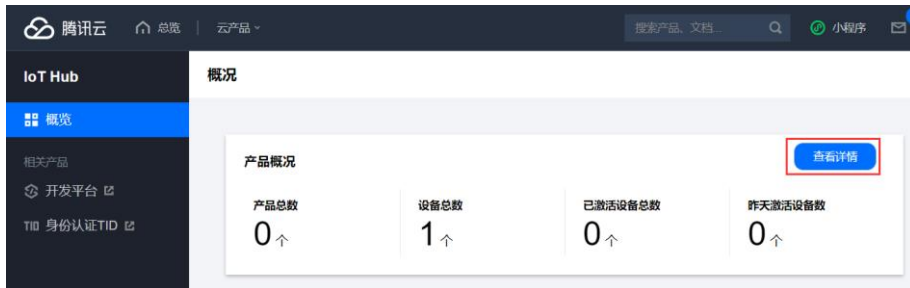 腾讯云 总览 云产品 搜索产品、文档... 小程序
IoT Hub
概况
概览
相关产品
开发平台
TID 身份认证TID
产品概况 查看详情
产品总数 设备总数 已激活设备总数 昨天激活设备数
0个 1个 0个 0个